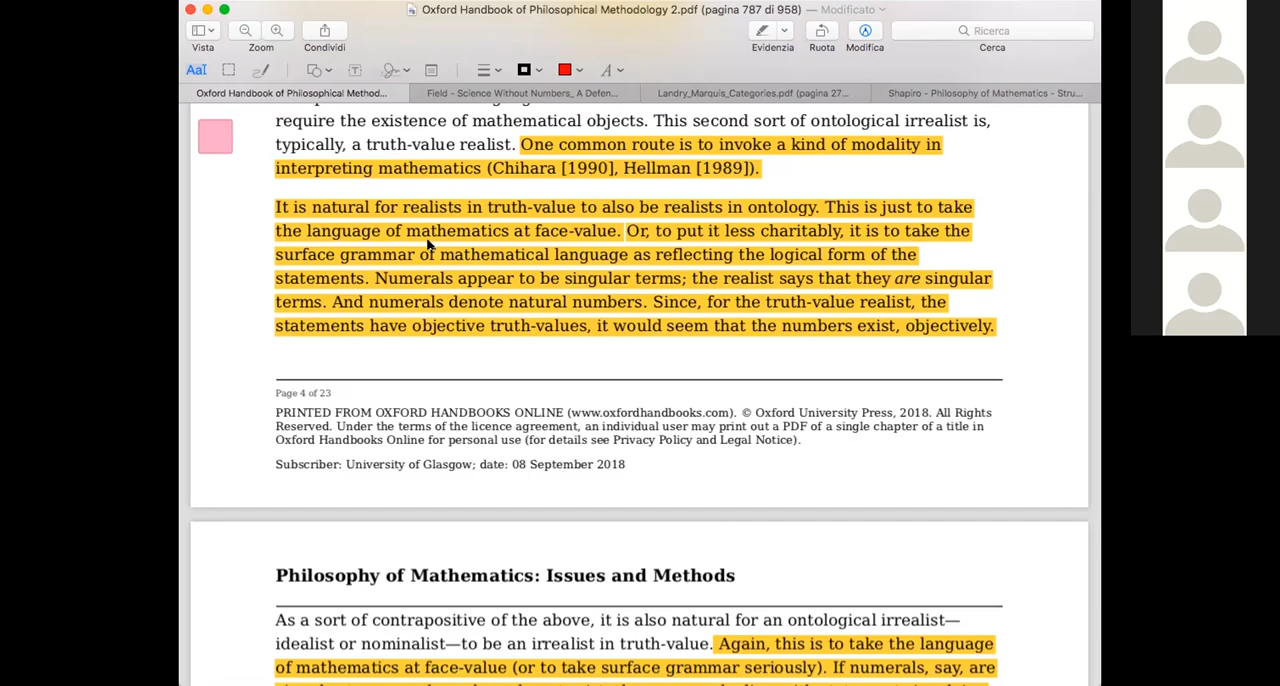 Oxford Handbook of Philosophical Methodology 2.pdf (pagina 787 di 958) — Modificato
Vista
Zoom
Condividi
Evidenzia
Ruota
Modifica
Ricerca
Cerca
Oxford Handbook of Philosophical Method...
Field - Science Without Numbers_ A Defen...
Landry_Marquis_Categories.pdf (pagina 27...
Shapiro - Philosophy of Mathematics - Stru...
require the existence of mathematical objects. This second sort of ontological irrealist is,
typically, a truth-value realist. One common route is to invoke a kind of modality in
interpreting mathematics (Chihara [1990], Hellman [1989]).
It is natural for realists in truth-value to also be realists in ontology. This is just to take
the language of mathematics at face-value. Or, to put it less charitably, it is to take the
surface grammar of mathematical language as reflecting the logical form of the
statements. Numerals appear to be singular terms; the realist says that they are singular
terms. And numerals denote natural numbers. Since, for the truth-value realist, the
statements have objective truth-values, it would seem that the numbers exist, objectively.
Page 4 of 23
PRINTED FROM OXFORD HANDBOOKS ONLINE (www.oxfordhandbooks.com). © Oxford University Press, 2018. All Rights
Reserved. Under the terms of the licence agreement, an individual user may print out a PDF of a single chapter of a title in
Oxford Handbooks Online for personal use (for details see Privacy Policy and Legal Notice).
Subscriber: University of Glasgow; date: 08 September 2018
Philosophy of Mathematics: Issues and Methods
As a sort of contrapositive of the above, it is also natural for an ontological irrealist—
idealist or nominalist—to be an irrealist in truth-value. Again, this is to take the language
of mathematics at face-value (or to take surface grammar seriously). If numerals, say, are